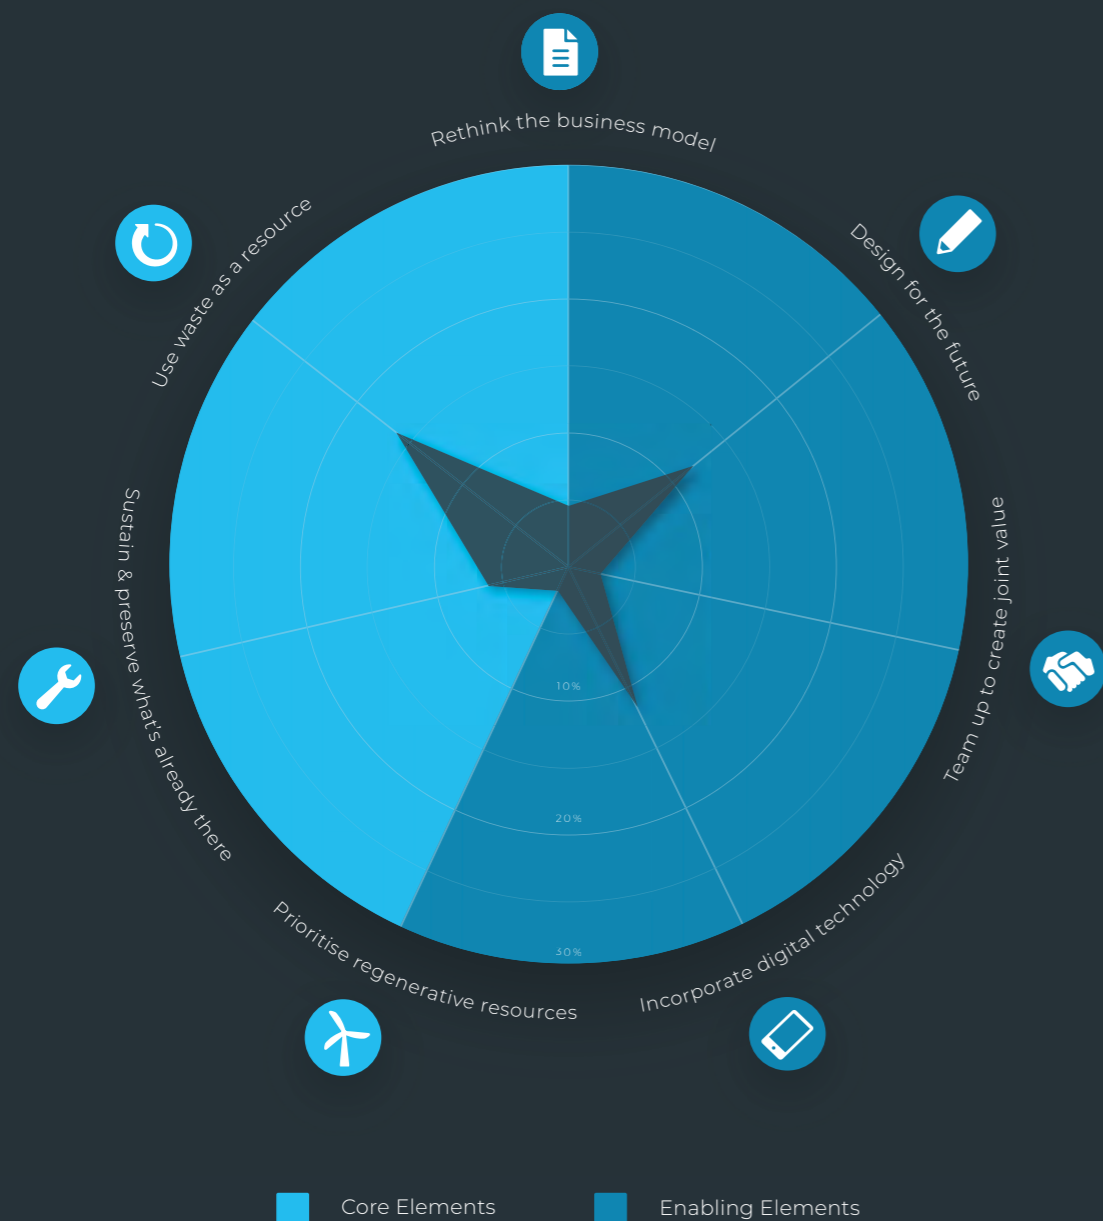 Rethink the business model
Design for the future
Use waste as a resource
Sustain & preserve what's already there
Team up to create joint value
10%
20%
30%
Incorporate digital technology
Prioritise regenerative resources
Core Elements
Enabling Elements